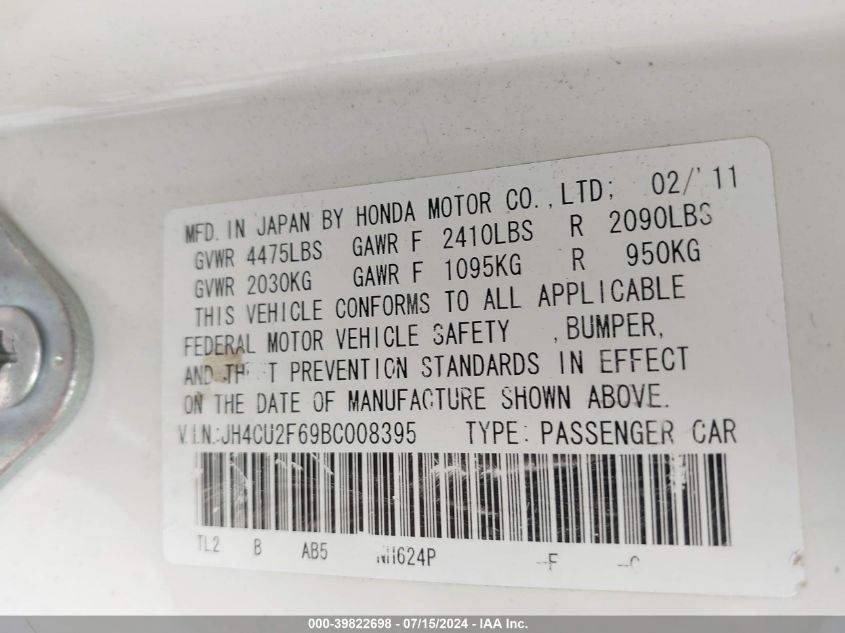 MFD. IN JAPAN BY HONDA MOTOR CO., LTD; 02/'11
GVWR 4475LBS GAWR F 2410LBS R 2090LBS
GVWR 2030KG GAWR F 1095KG R 950KG
THIS VEHICLE CONFORMS TO ALL APPLICABLE
FEDERAL MOTOR VEHICLE SAFETY , BUMPER,
AND THEFT PREVENTION STANDARDS IN EFFECT
ON THE DATE OF MANUFACTURE SHOWN ABOVE.
V.I.N.: JH4CU2F69BC008395 TYPE: PASSENGER CAR
TL2 B AB5 NH624P -F -C
000-39822698 - 07/15/2024 - IAA Inc.